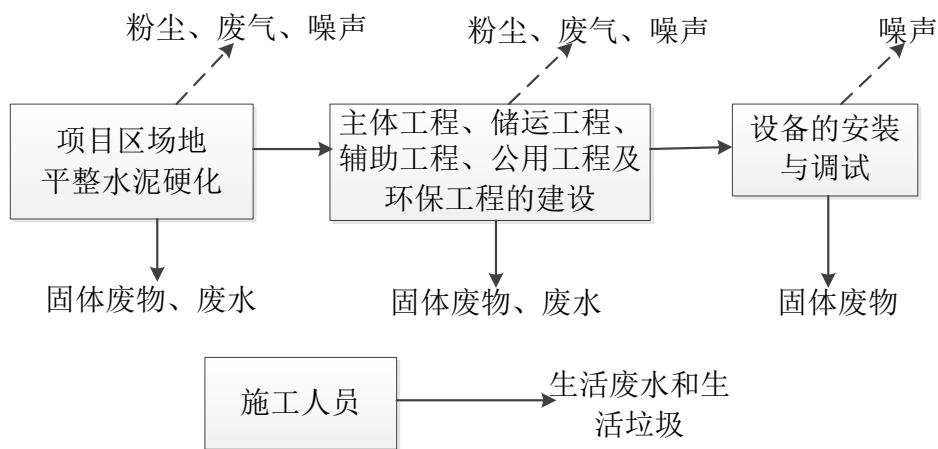 粉尘、废气、噪声
粉尘、废气、噪声
噪声
项目区场地
平整水泥硬化
主体工程、储运工程、
辅助工程、公用工程及
环保工程的建设
设备的安装
与调试
固体废物、废水
固体废物、废水
固体废物
施工人员
生活废水和生
活垃圾